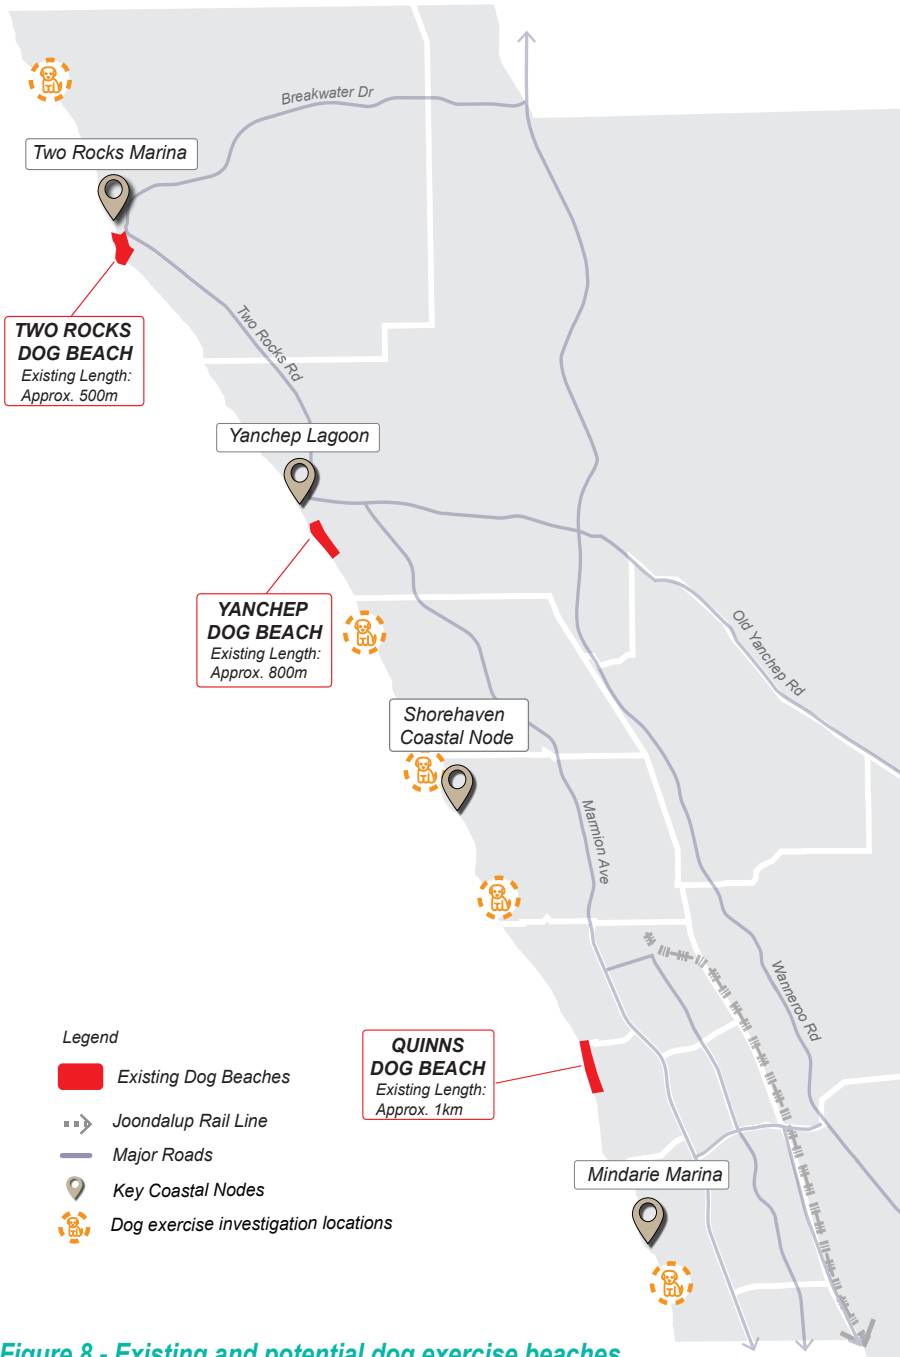 Breakwater Dr
Two Rocks Marina
TWO ROCKS
DOG BEACH
Existing Length:
Approx. 500m
Two Rocks Rd
Yanchep Lagoon
YANCHEP
DOG BEACH
Existing Length:
Approx. 800m
Old Yanchep Rd
Shorehaven
Coastal Node
Marmion Ave
Wanneroo Rd
QUINNS
DOG BEACH
Existing Length:
Approx. 1km
Mindarie Marina
Legend
Existing Dog Beaches
Joondalup Rail Line
Major Roads
Key Coastal Nodes
Dog exercise investigation locations
Figure 8 - Existing and potential dog exercise beaches